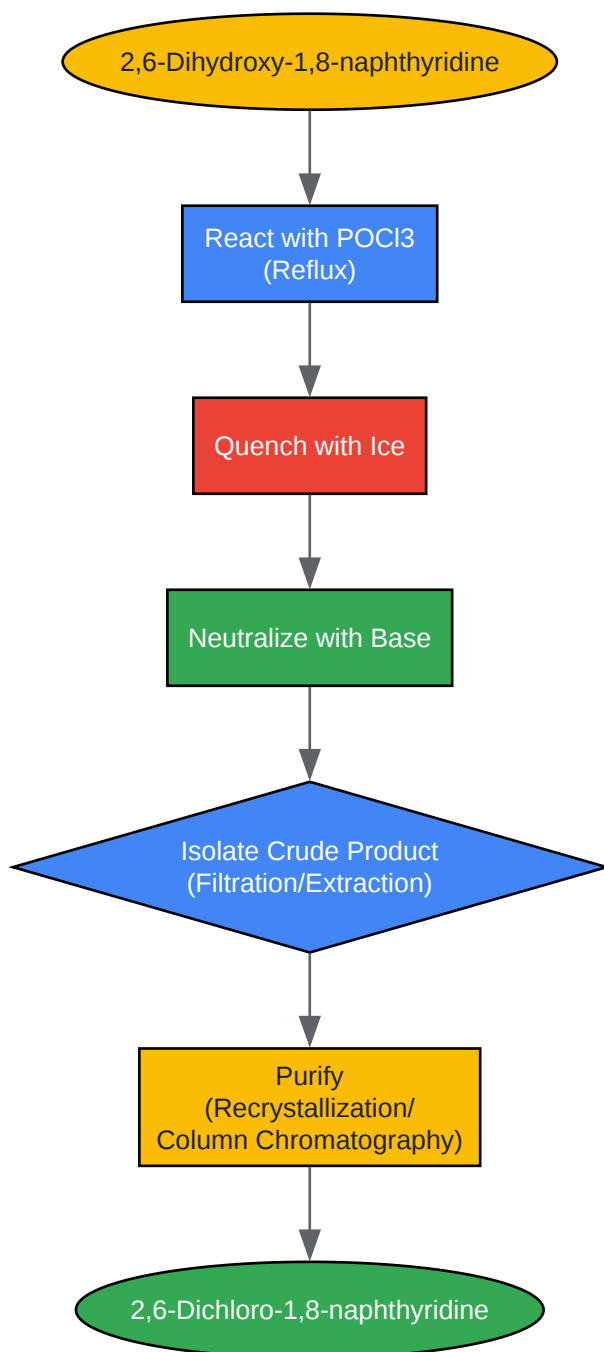 2,6-Dihydroxy-1,8-naphthyridine
React with POCl3
(Reflux)
Quench with Ice
Neutralize with Base
Isolate Crude Product
(Filtration/Extraction)
Purify
(Recrystallization/
Column Chromatography)
2,6-Dichloro-1,8-naphthyridine